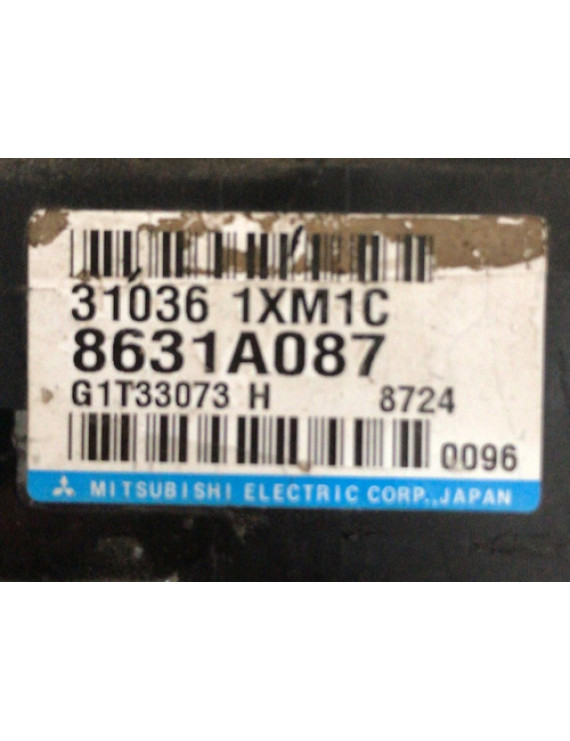 31036 1XM1C
8631A087
G1T33073 H 8724
0096
MITSUBISHI ELECTRIC CORP., JAPAN